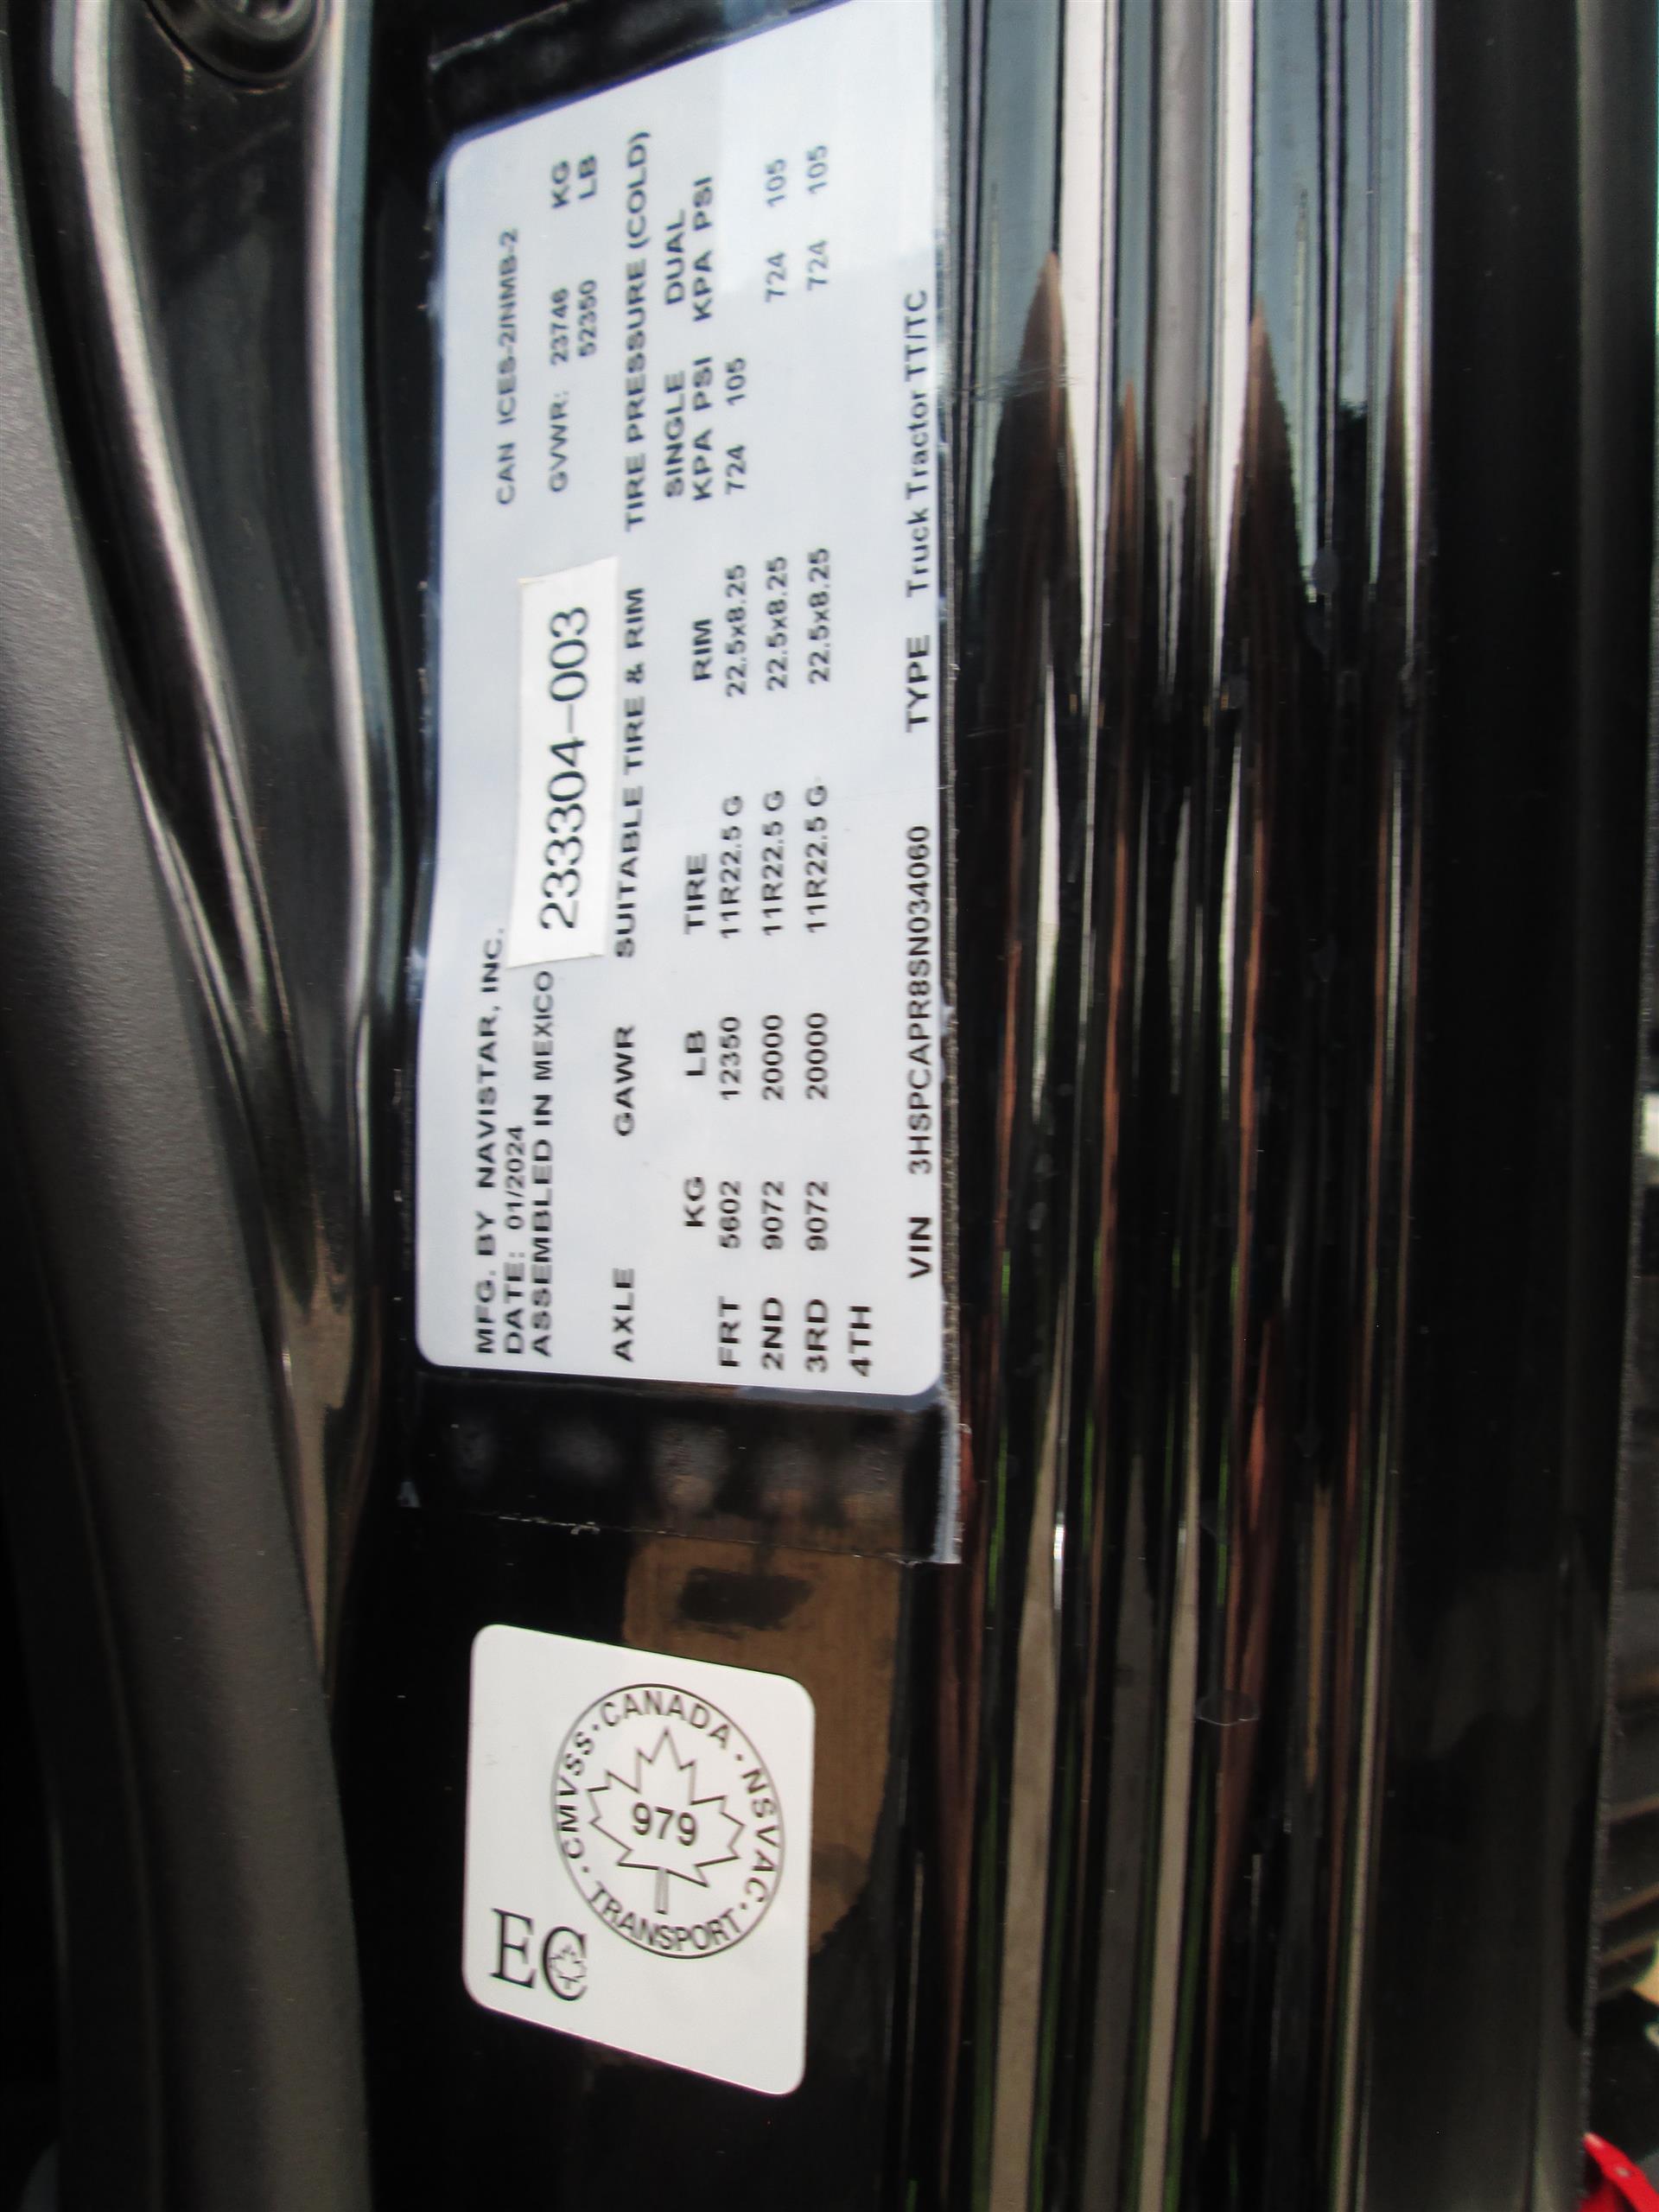 MFG. BY NAVISTAR, INC.
CAN ICES-2/NMB-2
DATE: 01/2024
ASSEMBLED IN MEXICO
233304-003
GVWR: 23746 KG
52350 LB
AXLE GAWR SUITABLE TIRE & RIM TIRE PRESSURE (COLD)
SINGLE DUAL
KG LB TIRE RIM KPA PSI KPA PSI
FRT 5602 12350 11R22.5 G 22.5x8.25 724 105
2ND 9072 20000 11R22.5 G 22.5x8.25 724 105
3RD 9072 20000 11R22.5 G 22.5x8.25 724 105
4TH
VIN 3HSPCAPR8SN034060 TYPE Truck Tractor TT/TC
EC
TRANSPORT · CMVSS · CANADA · NSVAC ·
979